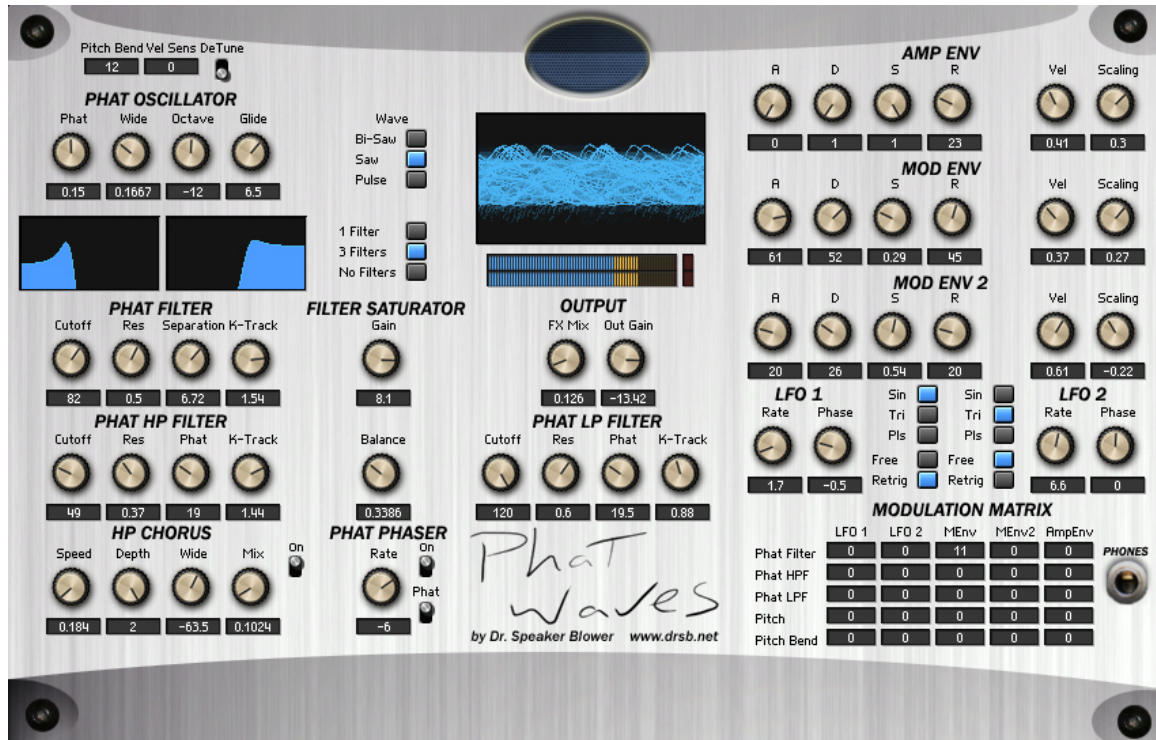 Pitch Bend Vel Sens DeTune
12 0
PHAT OSCILLATOR
Phat Wide Octave Glide
0.15 0.1667 -12 6.5
Wave
Bi-Saw
Saw
Pulse
1 Filter
3 Filters
No Filters
PHAT FILTER
Cutoff Res Separation K-Track
82 0.5 6.72 1.54
FILTER SATURATOR
Gain
8.1
Balance
0.3386
OUTPUT
FX Mix Out Gain
0.126 -13.42
PHAT HP FILTER
Cutoff Res Phat K-Track
49 0.37 19 1.44
PHAT LP FILTER
Cutoff Res Phat K-Track
120 0.6 19.5 0.88
HP CHORUS
Speed Depth Wide Mix On
0.184 2 -63.5 0.1024
PHAT PHASER
Rate On
Phat
-6
PhaT
Waves
by Dr. Speaker Blower www.drsb.net
AMP ENV
A D S R Vel Scaling
0 1 1 23 0.41 0.3
MOD ENV
A D S R Vel Scaling
61 52 0.29 45 0.37 0.27
MOD ENV 2
A D S R Vel Scaling
20 26 0.54 20 0.61 -0.22
LFO 1
Rate Phase
1.7 -0.5
Sin Sin
Tri Tri
Pls Pls
Free Free
Retrig Retrig
LFO 2
Rate Phase
6.6 0
MODULATION MATRIX
LFO 1 LFO 2 MEnv MEnv2 AmpEnv
Phat Filter 0 0 11 0 0
Phat HPF 0 0 0 0 0
Phat LPF 0 0 0 0 0
Pitch 0 0 0 0 0
Pitch Bend 0 0 0 0 0
PHONES